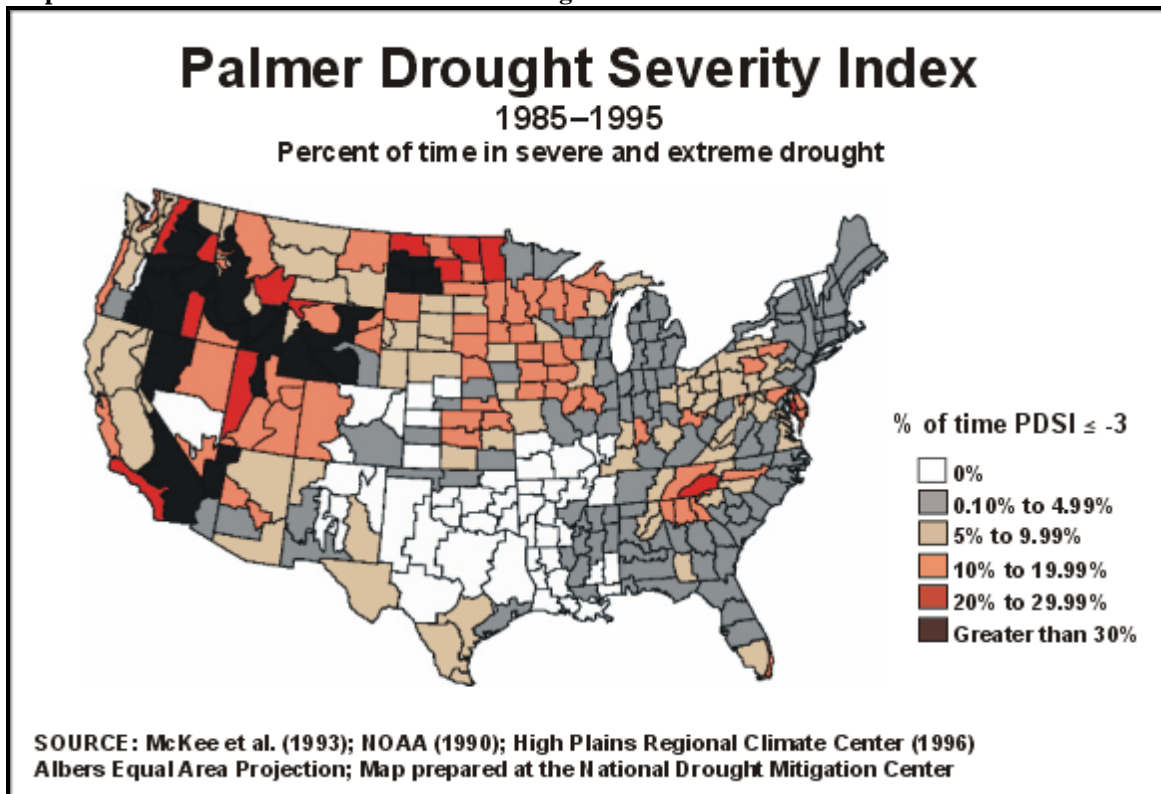 Palmer Drought Severity Index
1985–1995
Percent of time in severe and extreme drought
% of time PDSI ≤ -3
0%
0.10% to 4.99%
5% to 9.99%
10% to 19.99%
20% to 29.99%
Greater than 30%
SOURCE: McKee et al. (1993); NOAA (1990); High Plains Regional Climate Center (1996)
Albers Equal Area Projection; Map prepared at the National Drought Mitigation Center